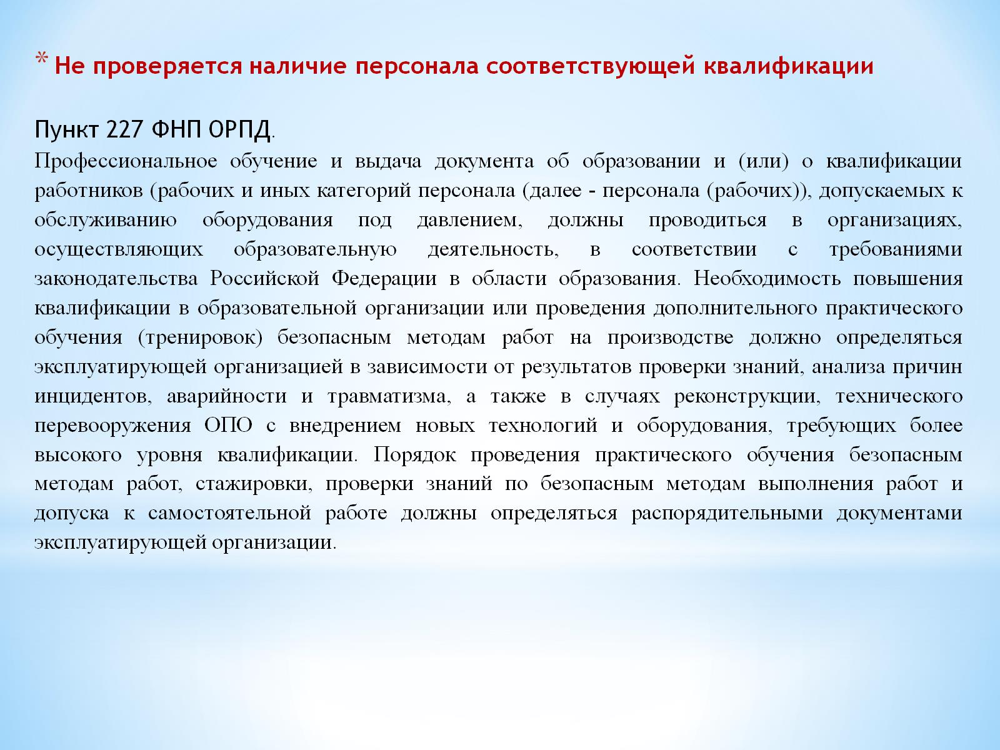 * Не проверяется наличие персонала соответствующей квалификации
Пункт 227 ФНП ОРПД.
Профессиональное обучение и выдача документа об образовании и (или) о квалификации
работников (рабочих и иных категорий персонала (далее - персонала (рабочих)), допускаемых к
обслуживанию оборудования под давлением, должны проводиться в организациях,
осуществляющих образовательную деятельность, в соответствии с требованиями
законодательства Российской Федерации в области образования. Необходимость повышения
квалификации в образовательной организации или проведения дополнительного практического
обучения (тренировок) безопасным методам работ на производстве должно определяться
эксплуатирующей организацией в зависимости от результатов проверки знаний, анализа причин
инцидентов, аварийности и травматизма, а также в случаях реконструкции, технического
перевооружения ОПО с внедрением новых технологий и оборудования, требующих более
высокого уровня квалификации. Порядок проведения практического обучения безопасным
методам работ, стажировки, проверки знаний по безопасным методам выполнения работ и
допуска к самостоятельной работе должны определяться распорядительными документами
эксплуатирующей организации.